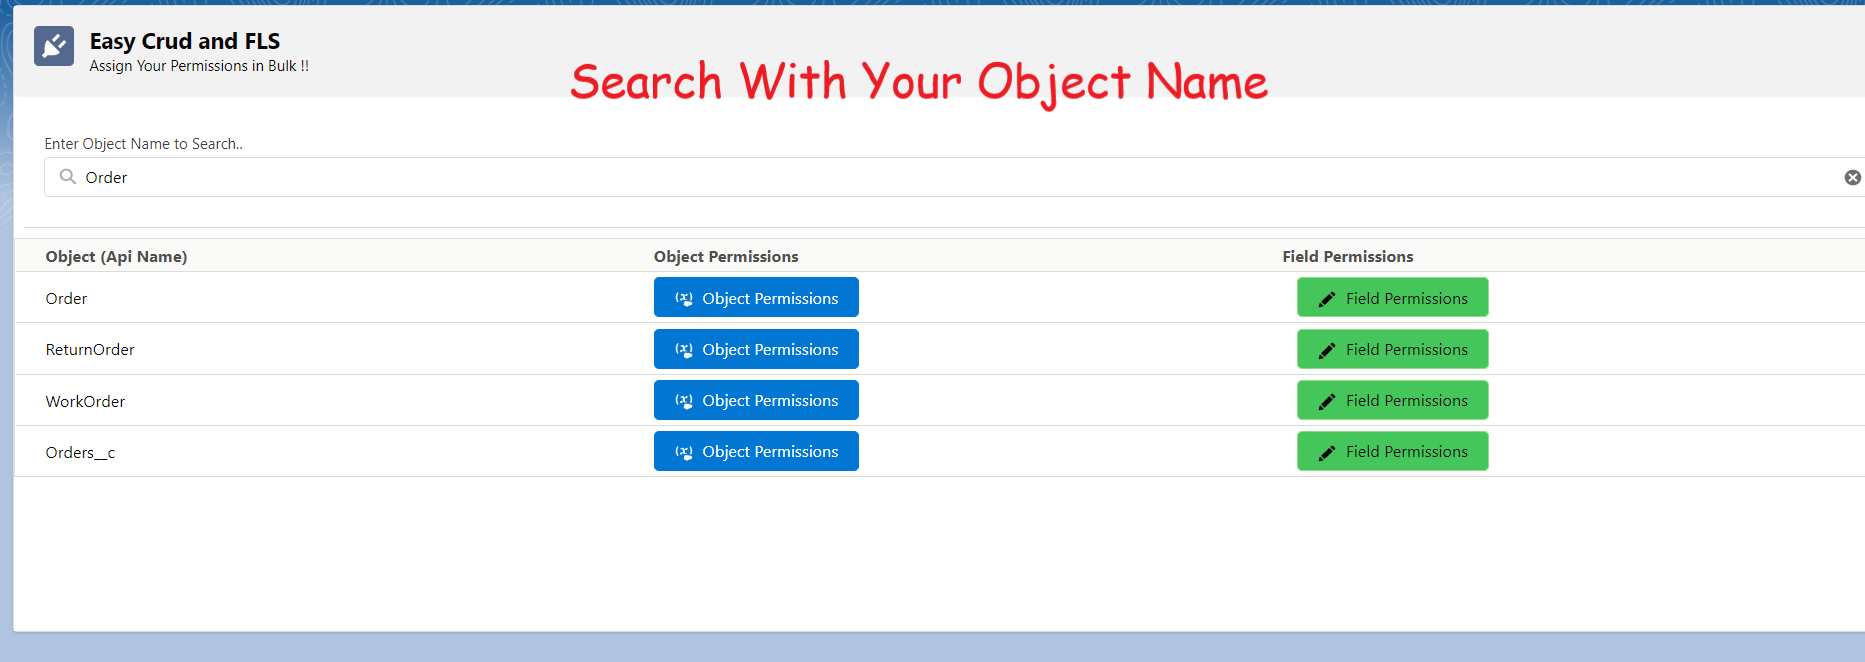 Easy Crud and FLS
Assign Your Permissions in Bulk !!
Search With Your Object Name
Enter Object Name to Search..
Order
Object (Api Name) Object Permissions Field Permissions
Order Object Permissions Field Permissions
ReturnOrder Object Permissions Field Permissions
WorkOrder Object Permissions Field Permissions
Orders__c Object Permissions Field Permissions